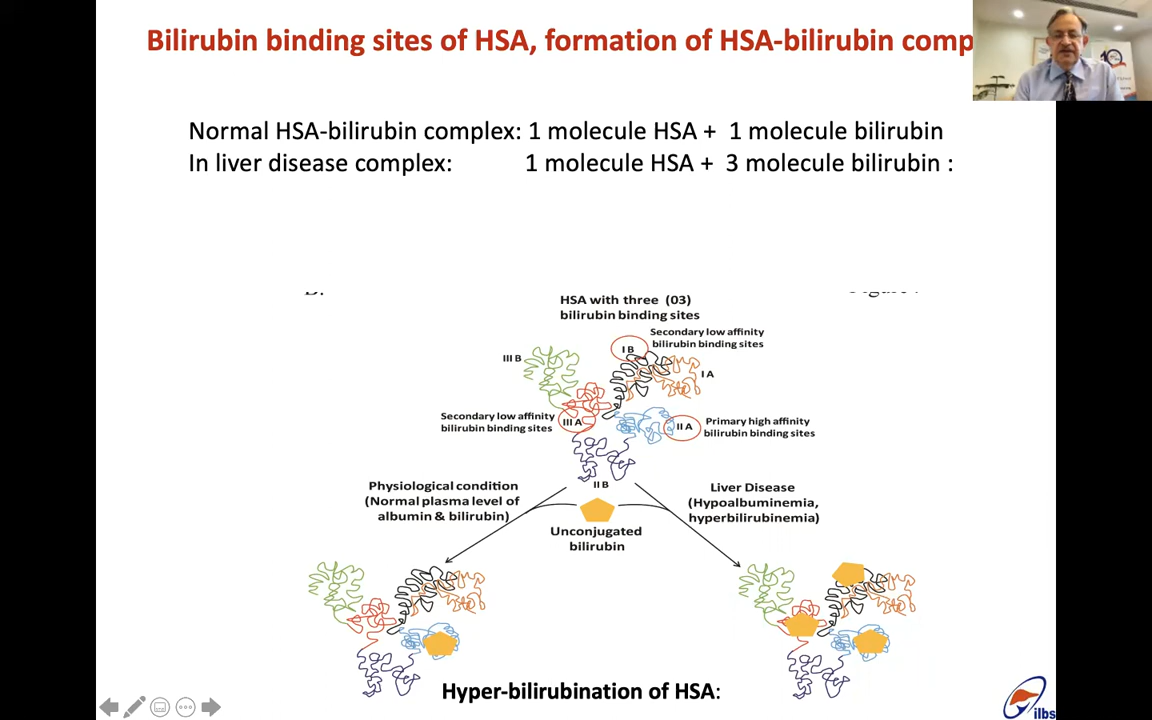 Bilirubin binding sites of HSA, formation of HSA-bilirubin comp
Normal HSA-bilirubin complex: 1 molecule HSA + 1 molecule bilirubin
In liver disease complex: 1 molecule HSA + 3 molecule bilirubin :
HSA with three (03)
bilirubin binding sites
Secondary low affinity
bilirubin binding sites
I B
III B
I A
Secondary low affinity
bilirubin binding sites
III A
II A
Primary high affinity
bilirubin binding sites
II B
Physiological condition
(Normal plasma level of
albumin & bilirubin)
Liver Disease
(Hypoalbuminemia,
hyperbilirubinemia)
Unconjugated
bilirubin
Hyper-bilirubination of HSA:
ilbs